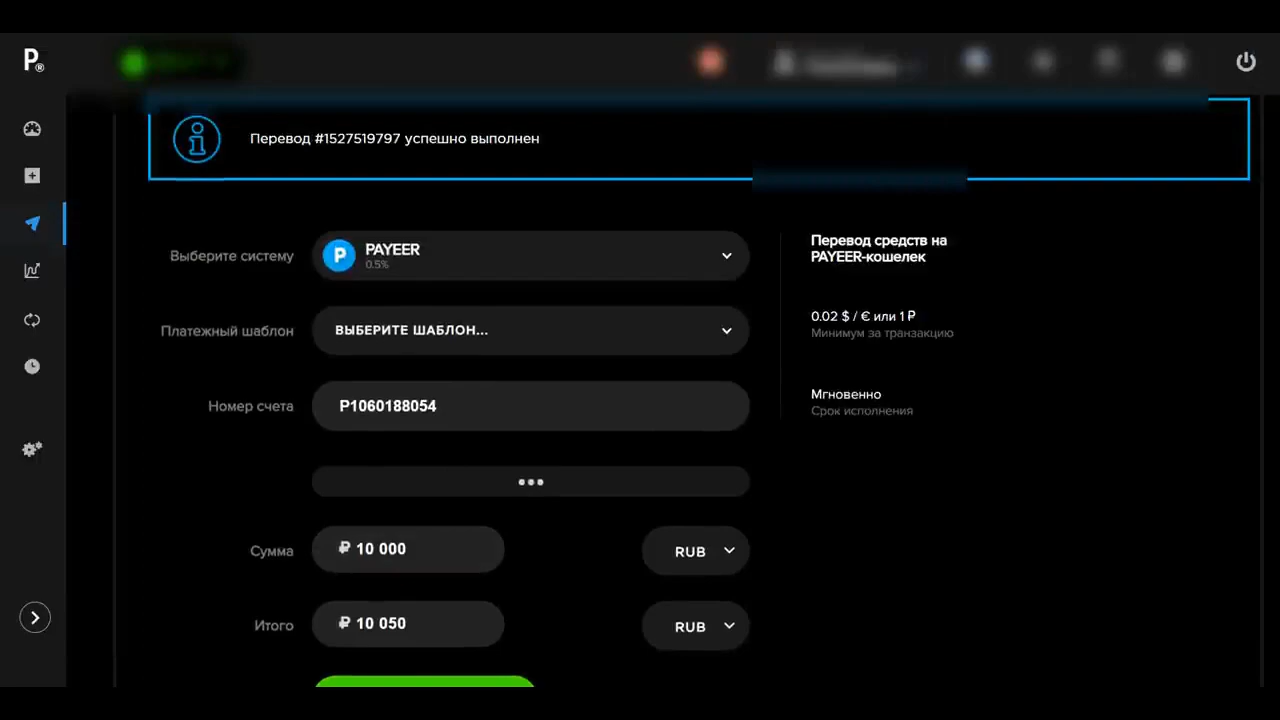 P®
Перевод #1527519797 успешно выполнен
Выберите систему
P
PAYEER
0.5%
Платежный шаблон
ВЫБЕРИТЕ ШАБЛОН...
Номер счета
P1060188054
Сумма
₽ 10 000
RUB
Итого
₽ 10 050
RUB
Перевод средств на
PAYEER-кошелек
0.02 $ / € или 1 ₽
Минимум за транзакцию
Мгновенно
Срок исполнения